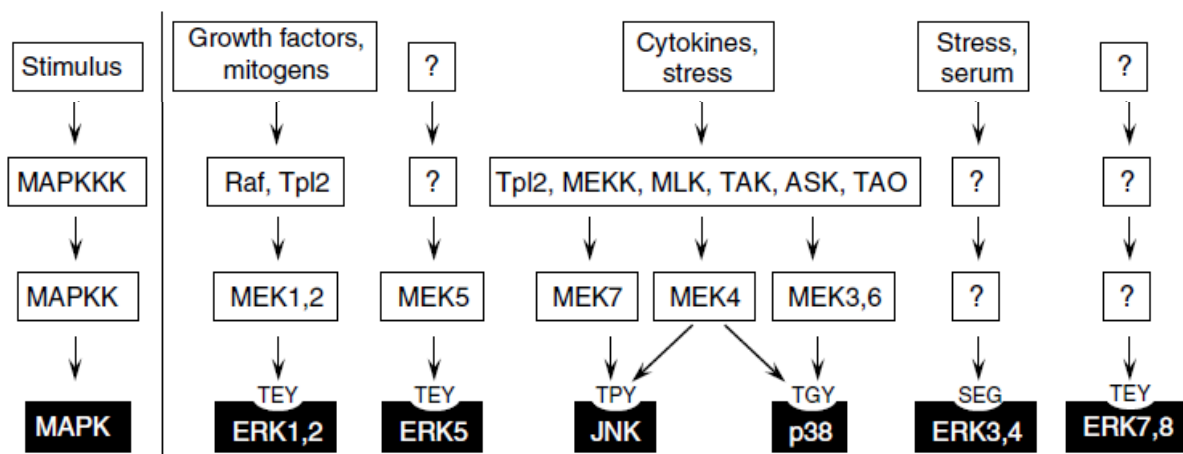 Stimulus
Growth factors,
mitogens
?
Cytokines,
stress
Stress,
serum
?
MAPKKK
Raf, Tpl2
?
Tpl2, MEKK, MLK, TAK, ASK, TAO
?
?
MAPKK
MEK1,2
MEK5
MEK7
MEK4
MEK3,6
?
?
TEY
TEY
TPY
TGY
SEG
TEY
MAPK
ERK1,2
ERK5
JNK
p38
ERK3,4
ERK7,8